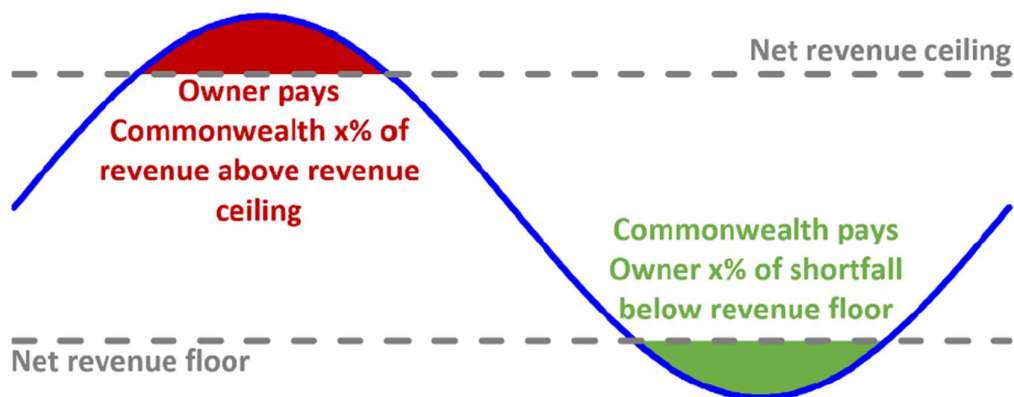 Net revenue ceiling
Owner pays
Commonwealth x% of
revenue above revenue
ceiling
Commonwealth pays
Owner x% of shortfall
below revenue floor
Net revenue floor